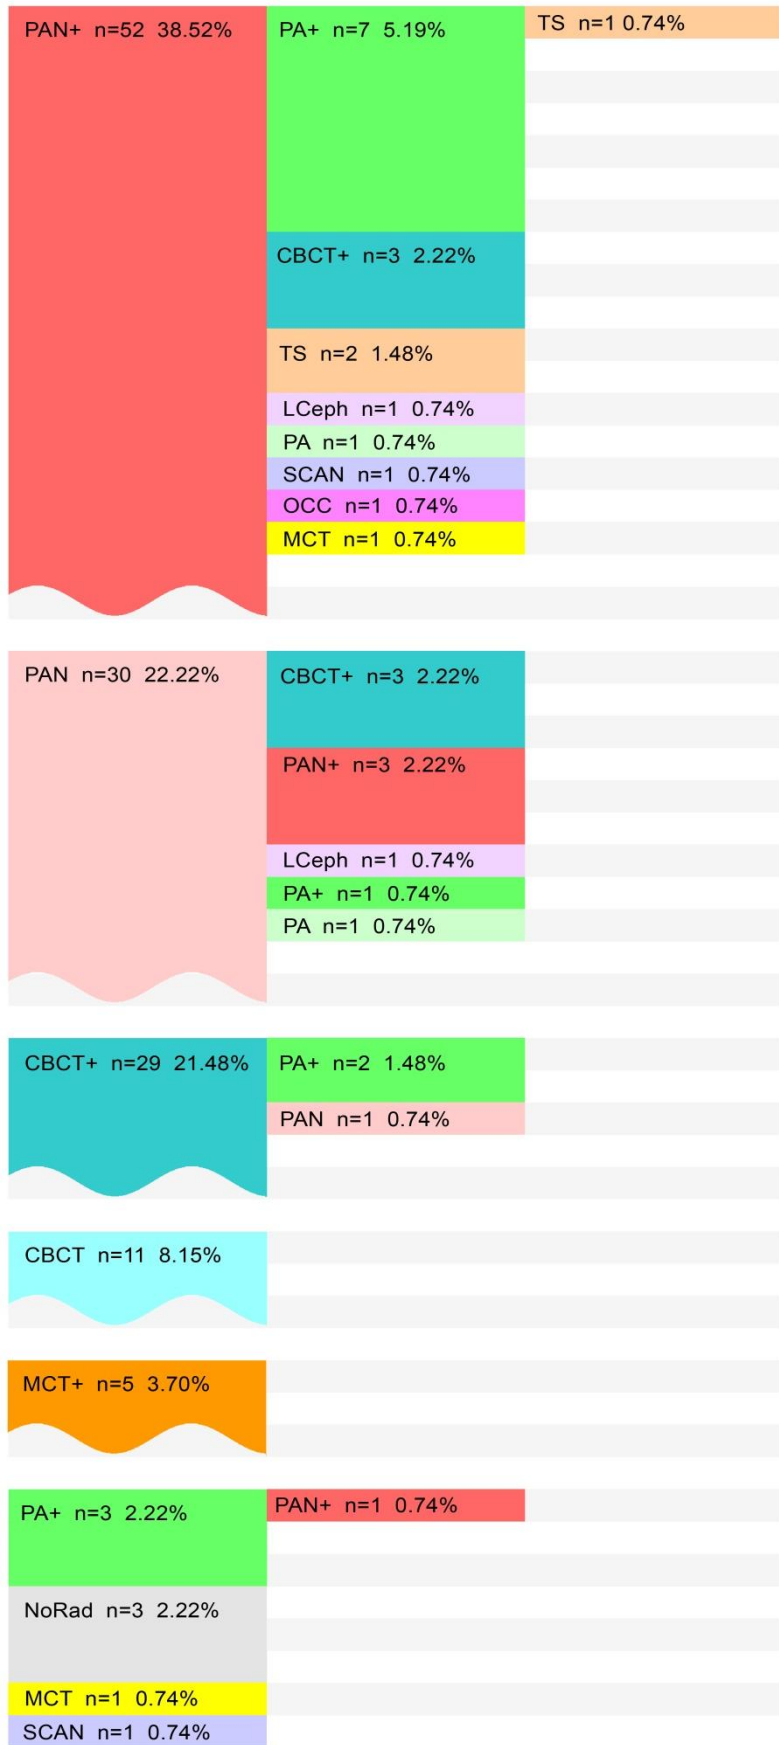 PAN+ n=52 38.52%
PA+ n=7 5.19%
TS n=1 0.74%
CBCT+ n=3 2.22%
TS n=2 1.48%
LCeph n=1 0.74%
PA n=1 0.74%
SCAN n=1 0.74%
OCC n=1 0.74%
MCT n=1 0.74%
PAN n=30 22.22%
CBCT+ n=3 2.22%
PAN+ n=3 2.22%
LCeph n=1 0.74%
PA+ n=1 0.74%
PA n=1 0.74%
CBCT+ n=29 21.48%
PA+ n=2 1.48%
PAN n=1 0.74%
CBCT n=11 8.15%
MCT+ n=5 3.70%
PA+ n=3 2.22%
PAN+ n=1 0.74%
NoRad n=3 2.22%
MCT n=1 0.74%
SCAN n=1 0.74%